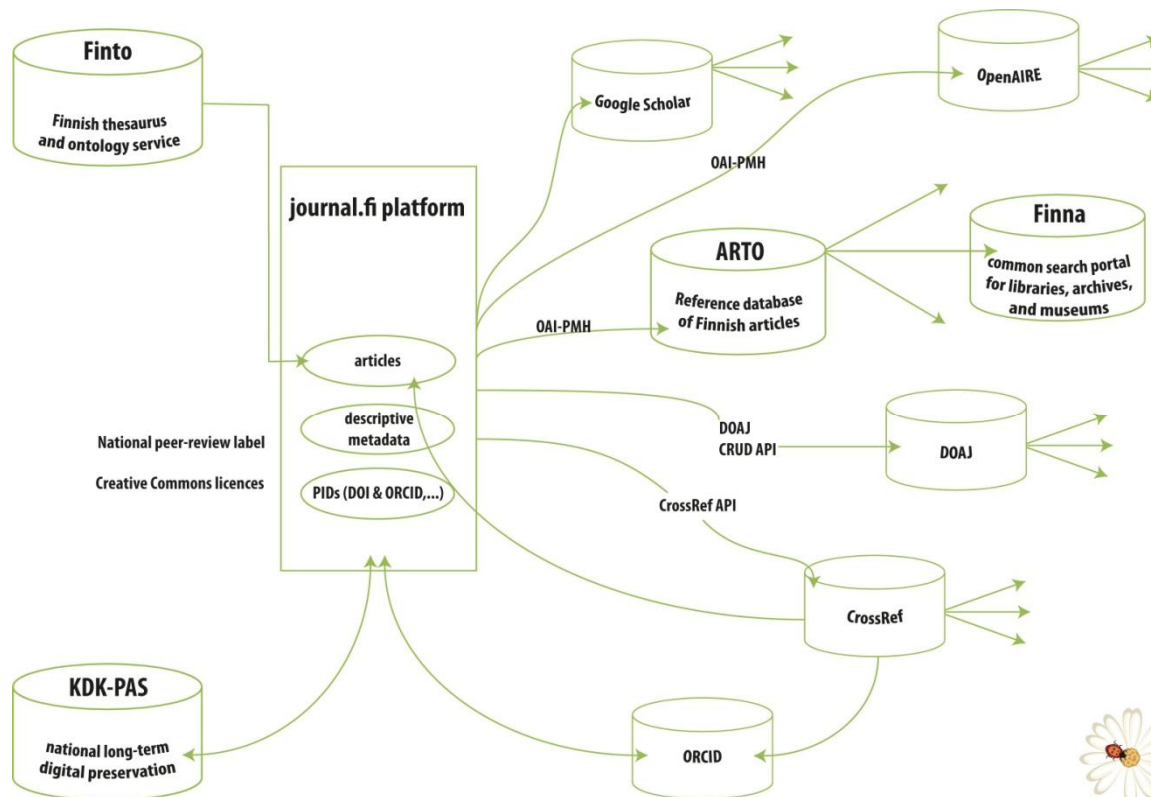 Finto
Finnish thesaurus
and ontology service
Google Scholar
OpenAIRE
OAI-PMH
journal.fi platform
ARTO
Reference database
of Finnish articles
Finna
common search portal
for libraries, archives,
and museums
OAI-PMH
articles
descriptive
metadata
PIDs (DOI & ORCID,...)
National peer-review label
Creative Commons licences
DOAJ
CRUD API
DOAJ
CrossRef API
CrossRef
KDK-PAS
national long-term
digital preservation
ORCID